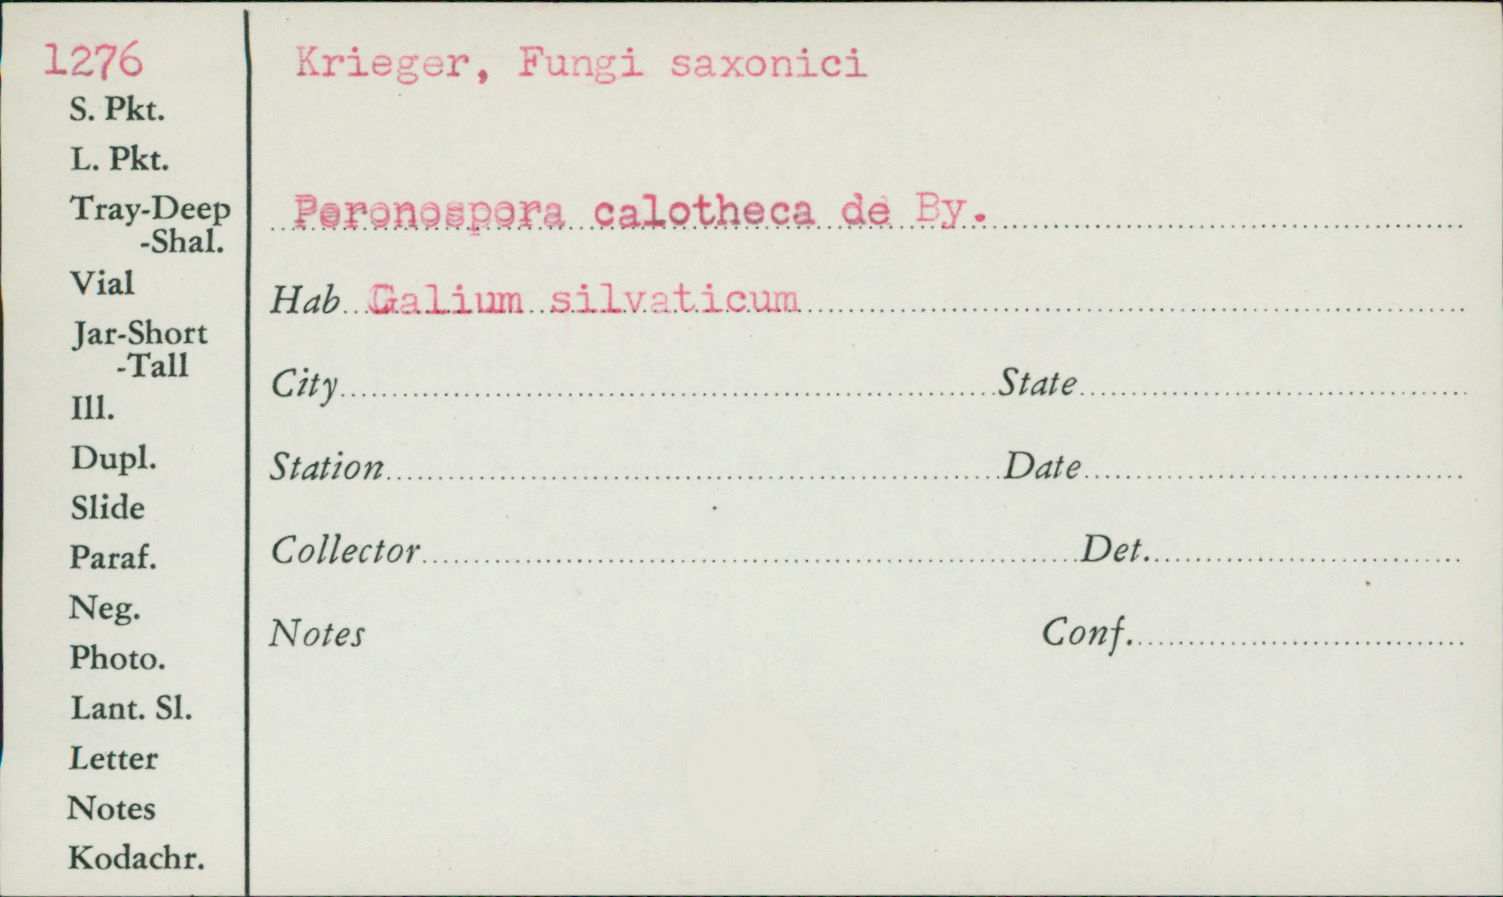 1276
Krieger, Fungi saxonici
S. Pkt.
L. Pkt.
Tray-Deep
-Shal.
Vial
Jar-Short
-Tall
Ill.
Dupl.
Slide
Paraf.
Neg.
Photo.
Lant. Sl.
Letter
Notes
Kodachr.
Peronospora calotheca de By.
Hab Galium silvaticum
City State
Station Date
Collector Det.
Notes Conf.